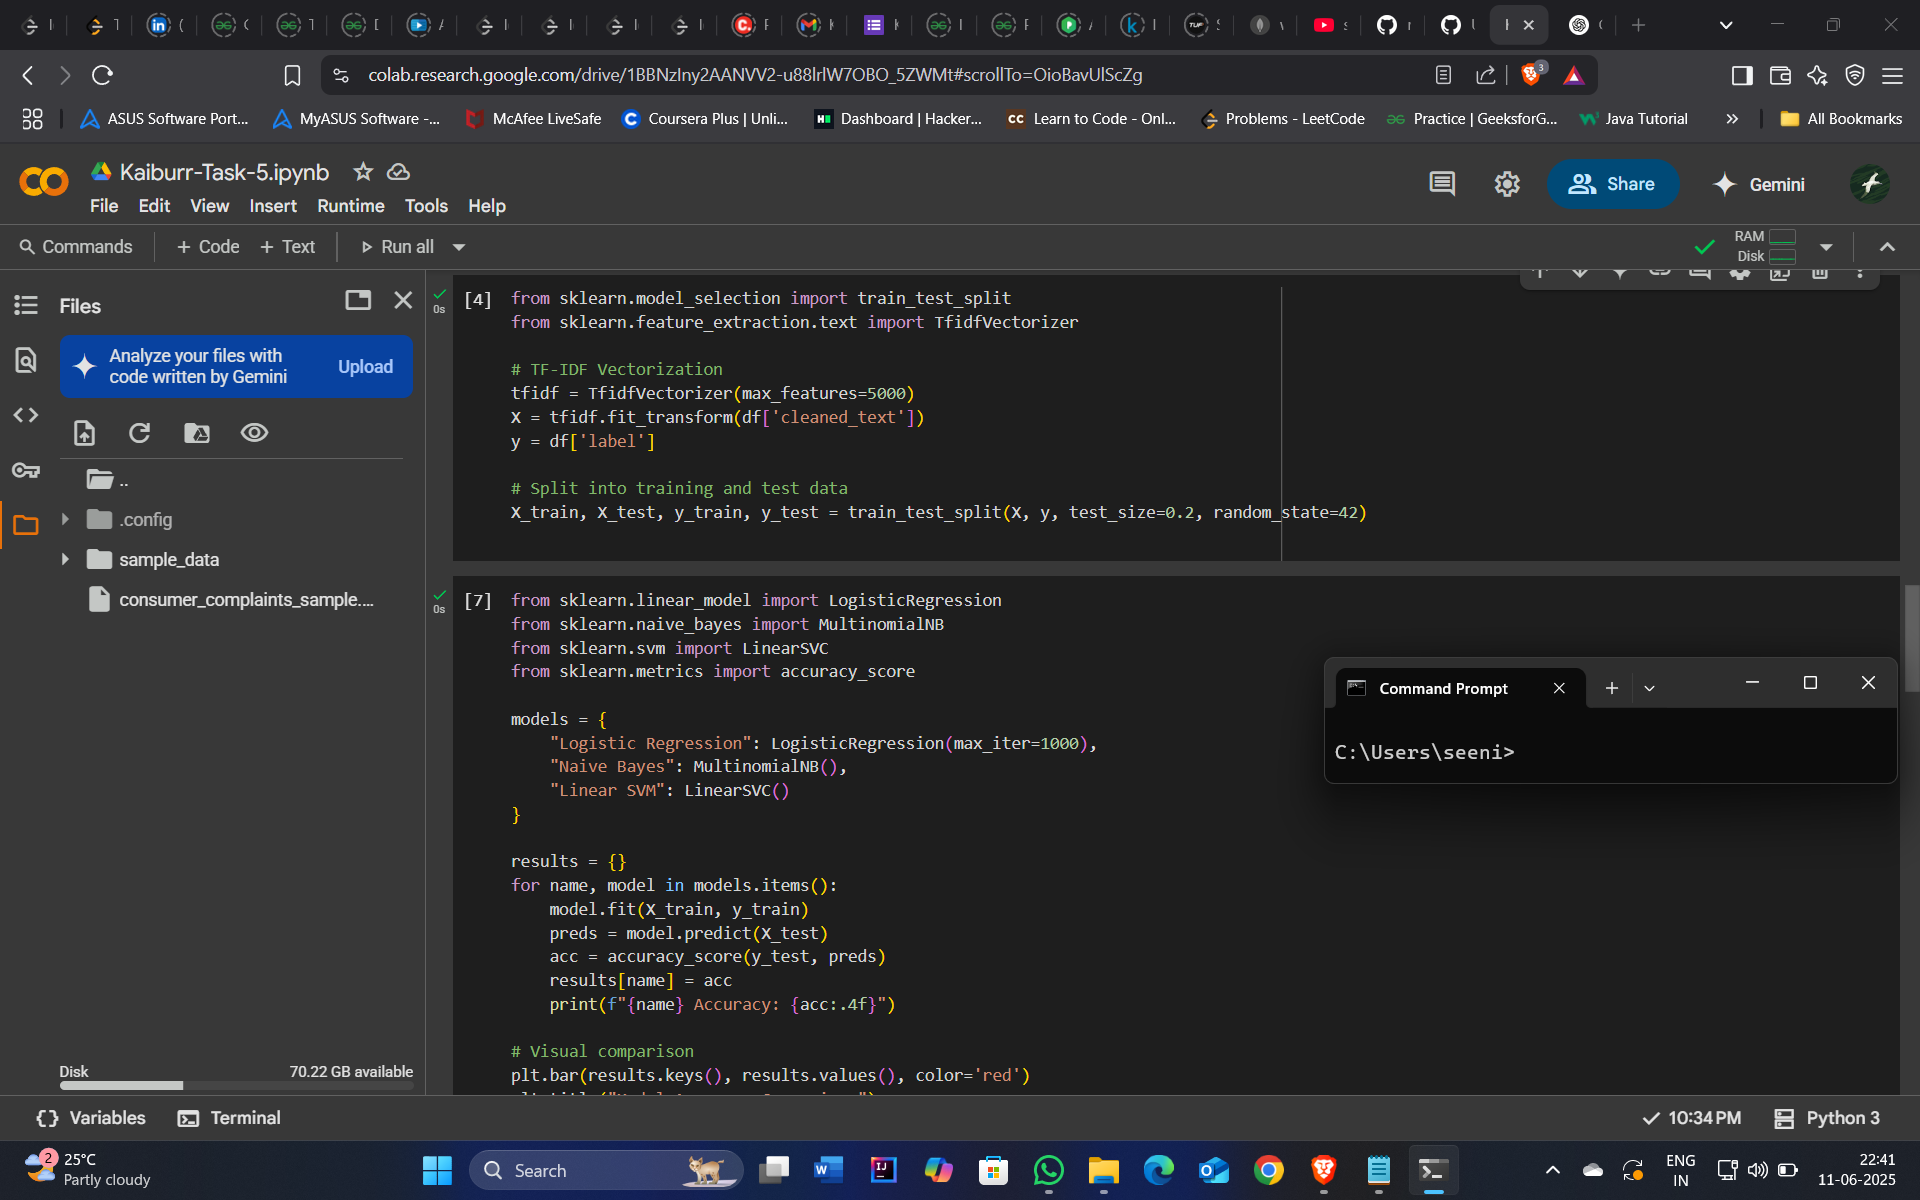 colab.research.google.com/drive/1BBNzIny2AANVV2-u88lrlW7OBO_5ZWMt#scrollTo=OioBavUlScZg
3
ASUS Software Port...
MyASUS Software -...
McAfee LiveSafe
Coursera Plus | Unli...
Dashboard | Hacker...
Learn to Code - Onl...
Problems - LeetCode
Practice | GeeksforG...
Java Tutorial
All Bookmarks
Kaiburr-Task-5.ipynb
File Edit View Insert Runtime Tools Help
Share
Gemini
Commands + Code + Text Run all
RAM
Disk
Files
Analyze your files with
code written by Gemini
Upload
..
.config
sample_data
consumer_complaints_sample....
Disk 70.22 GB available
0s
[4]
from sklearn.model_selection import train_test_split
from sklearn.feature_extraction.text import TfidfVectorizer
# TF-IDF Vectorization
tfidf = TfidfVectorizer(max_features=5000)
X = tfidf.fit_transform(df['cleaned_text'])
y = df['label']
# Split into training and test data
X_train, X_test, y_train, y_test = train_test_split(X, y, test_size=0.2, random_state=42)
0s
[7]
from sklearn.linear_model import LogisticRegression
from sklearn.naive_bayes import MultinomialNB
from sklearn.svm import LinearSVC
from sklearn.metrics import accuracy_score
models = {
"Logistic Regression": LogisticRegression(max_iter=1000),
"Naive Bayes": MultinomialNB(),
"Linear SVM": LinearSVC()
}
results = {}
for name, model in models.items():
model.fit(X_train, y_train)
preds = model.predict(X_test)
acc = accuracy_score(y_test, preds)
results[name] = acc
print(f"{name} Accuracy: {acc:.4f}")
# Visual comparison
plt.bar(results.keys(), results.values(), color='red')
Command Prompt
C:\Users\seeni>
Variables
Terminal
10:34 PM
Python 3
2
25°C
Partly cloudy
Search
ENG
IN
22:41
11-06-2025